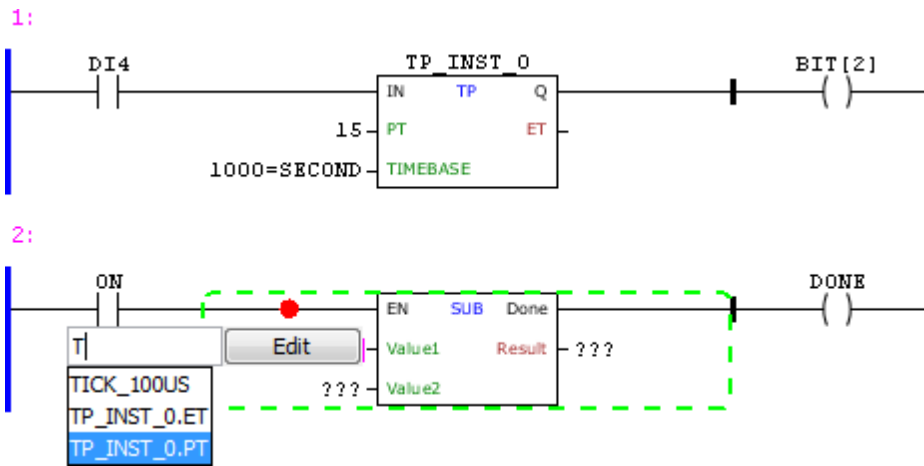 1:
DI4 TP_INST_0 BIT[2]
IN TP Q
15 PT ET
1000=SECOND TIMEBASE
2:
ON DONE
EN SUB Done
T Edit Value1 Result ???
??? Value2
TICK_100US
TP_INST_0.ET
TP_INST_0.PT